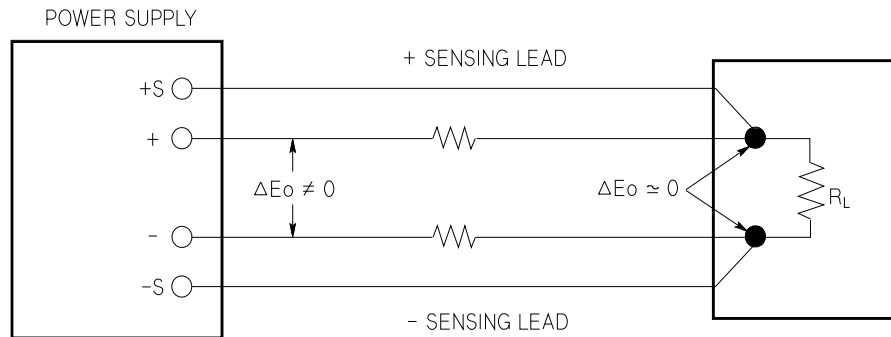 POWER SUPPLY
+ SENSING LEAD
+S
+
ΔEo ≠ 0
ΔEo ≃ 0
RL
-
-S
- SENSING LEAD